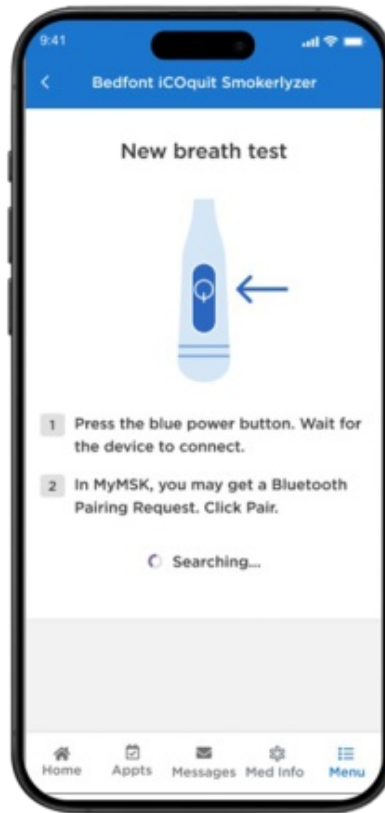 9:41
Bedfont iCOquit Smokerlyzer
New breath test
1 Press the blue power button. Wait for
the device to connect.
2 In MyMSK, you may get a Bluetooth
Pairing Request. Click Pair.
Searching...
Home Appts Messages Med Info Menu